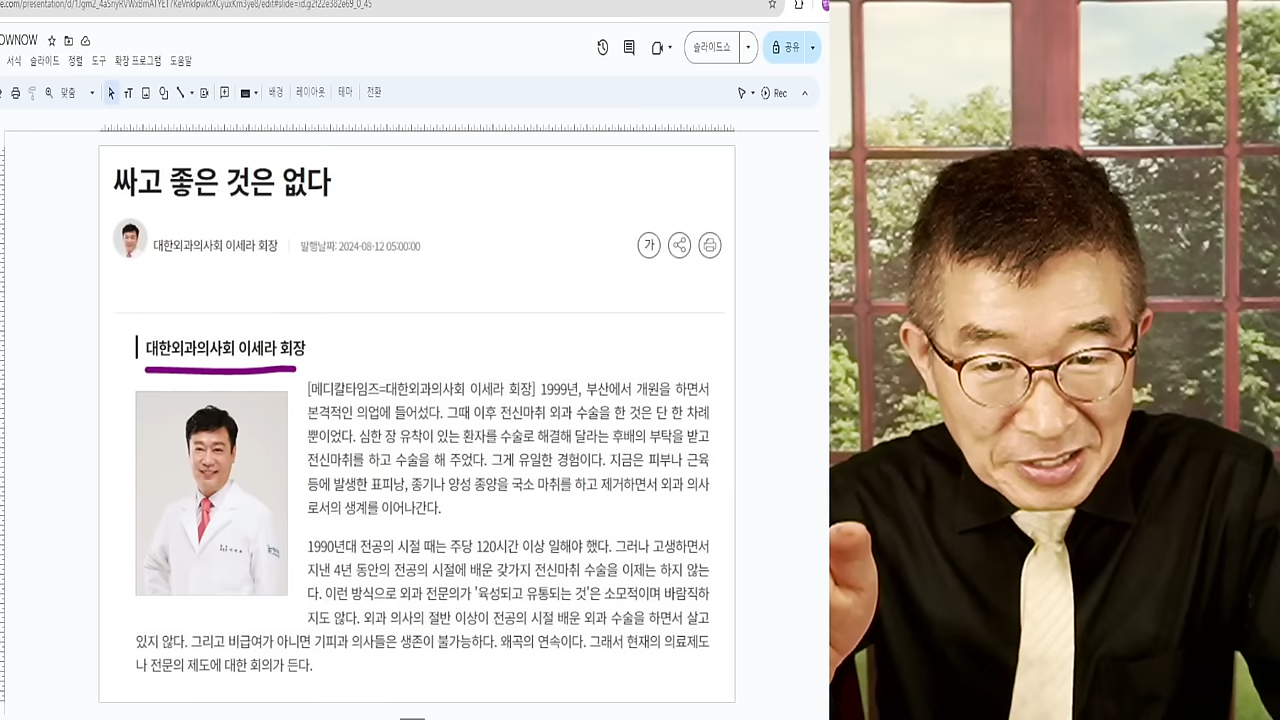 OWNOW
슬라이드쇼
공유
서식 슬라이드 정렬 도구 확장 프로그램 도움말
맞춤
배경 레이아웃 테마 전환
Rec
싸고 좋은 것은 없다
대한외과의사회 이세라 회장
발행날짜: 2024-08-12 05:00:00
가
대한외과의사회 이세라 회장
[메디칼타임즈=대한외과의사회 이세라 회장] 1999년, 부산에서 개원을 하면서
본격적인 의업에 들어섰다. 그때 이후 전신마취 외과 수술을 한 것은 단 한 차례
뿐이었다. 심한 장 유착이 있는 환자를 수술로 해결해 달라는 후배의 부탁을 받고
전신마취를 하고 수술을 해 주었다. 그게 유일한 경험이다. 지금은 피부나 근육
등에 발생한 표피낭, 종기나 양성 종양을 국소 마취를 하고 제거하면서 외과 의사
로서의 생계를 이어나간다.
1990년대 전공의 시절 때는 주당 120시간 이상 일해야 했다. 그러나 고생하면서
지낸 4년 동안의 전공의 시절에 배운 갖가지 전신마취 수술을 이제는 하지 않는
다. 이런 방식으로 외과 전문의가 '육성되고 유통되는 것'은 소모적이며 바람직하
지도 않다. 외과 의사의 절반 이상이 전공의 시절 배운 외과 수술을 하면서 살고
있지 않다. 그리고 비급여가 아니면 기피과 의사들은 생존이 불가능하다. 왜곡의 연속이다. 그래서 현재의 의료제도
나 전문의 제도에 대한 회의가 든다.